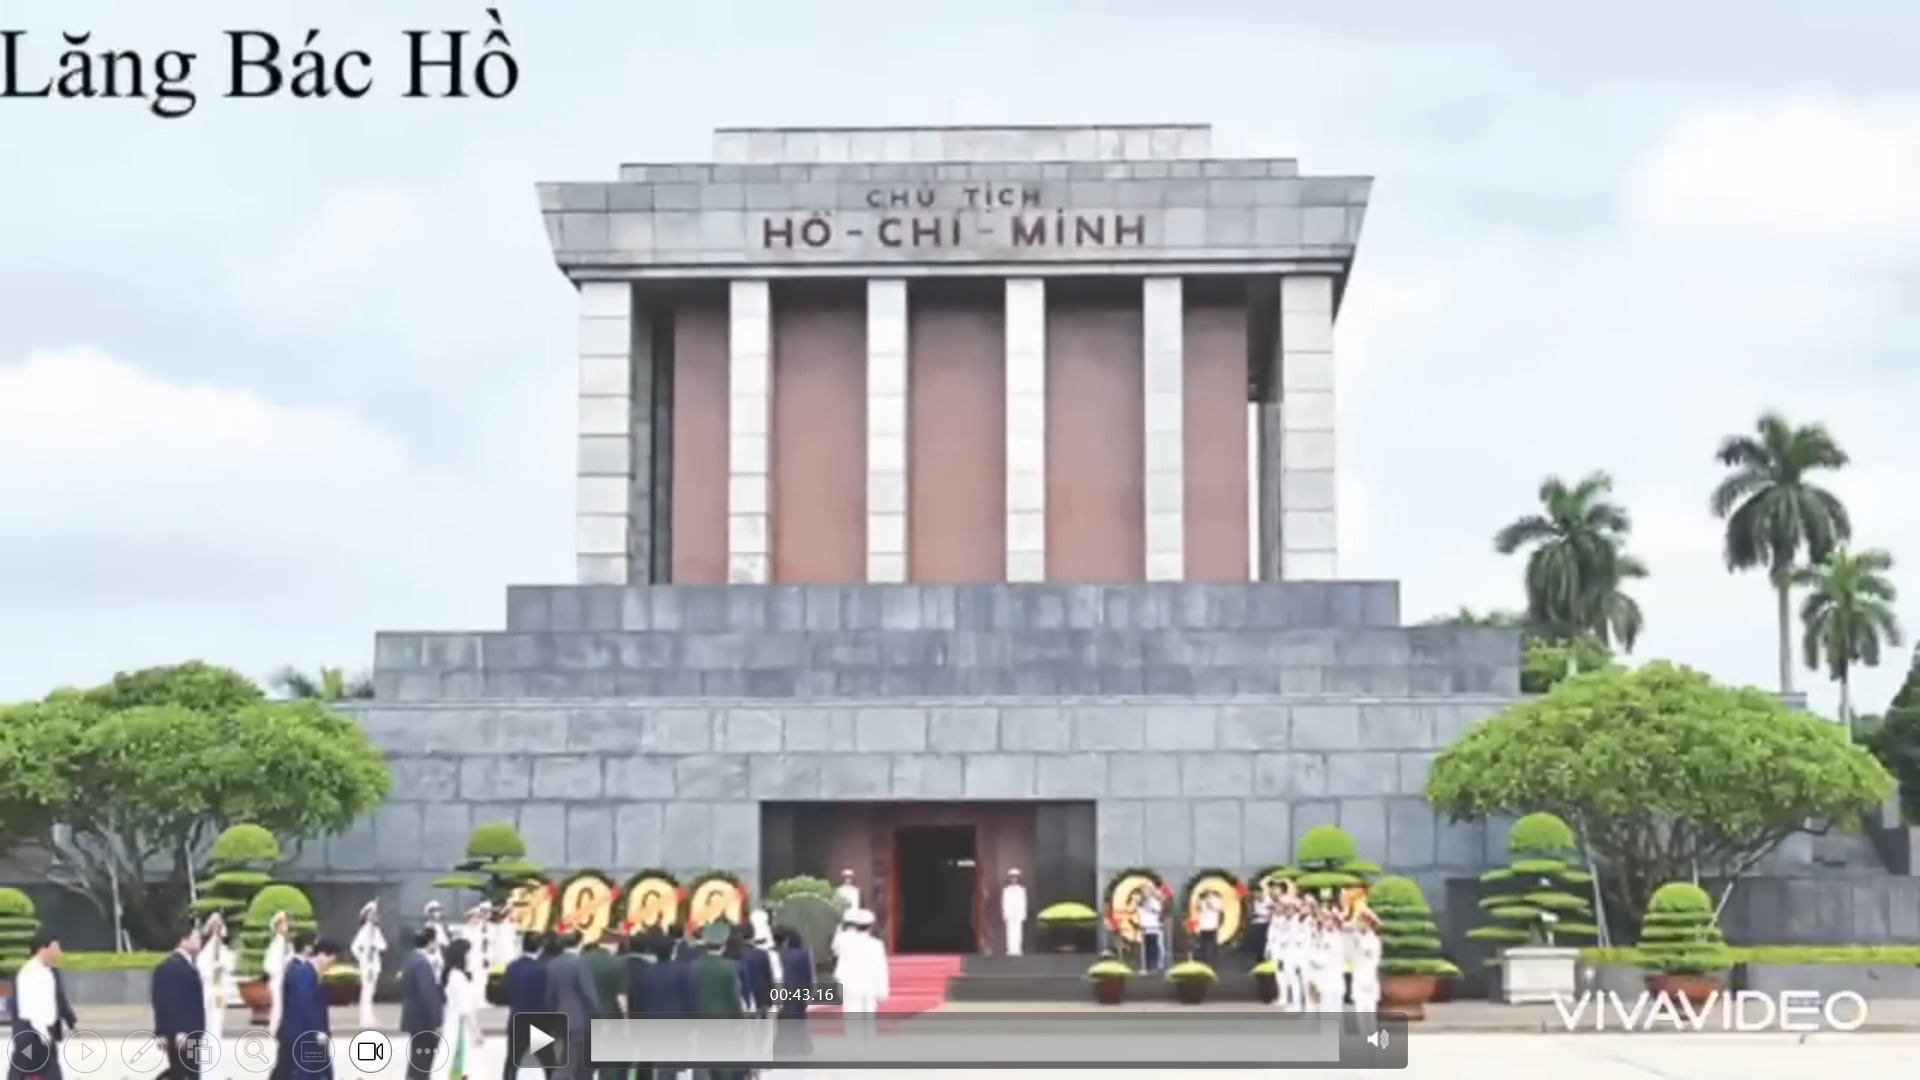 Lăng Bác Hồ
CHỦ TỊCH
HỒ - CHÍ - MINH
00:43.16
VIVAVIDEO